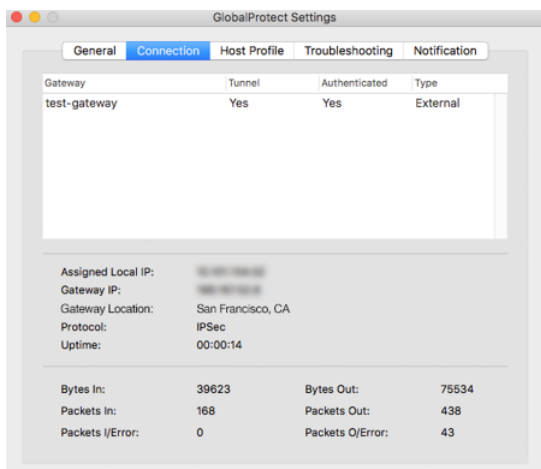 GlobalProtect Settings
General Connection Host Profile Troubleshooting Notification
Gateway Tunnel Authenticated Type
test-gateway Yes Yes External
Assigned Local IP:
Gateway IP:
Gateway Location: San Francisco, CA
Protocol: IPSec
Uptime: 00:00:14
Bytes In: 39623 Bytes Out: 75534
Packets In: 168 Packets Out: 438
Packets I/Error: 0 Packets O/Error: 43